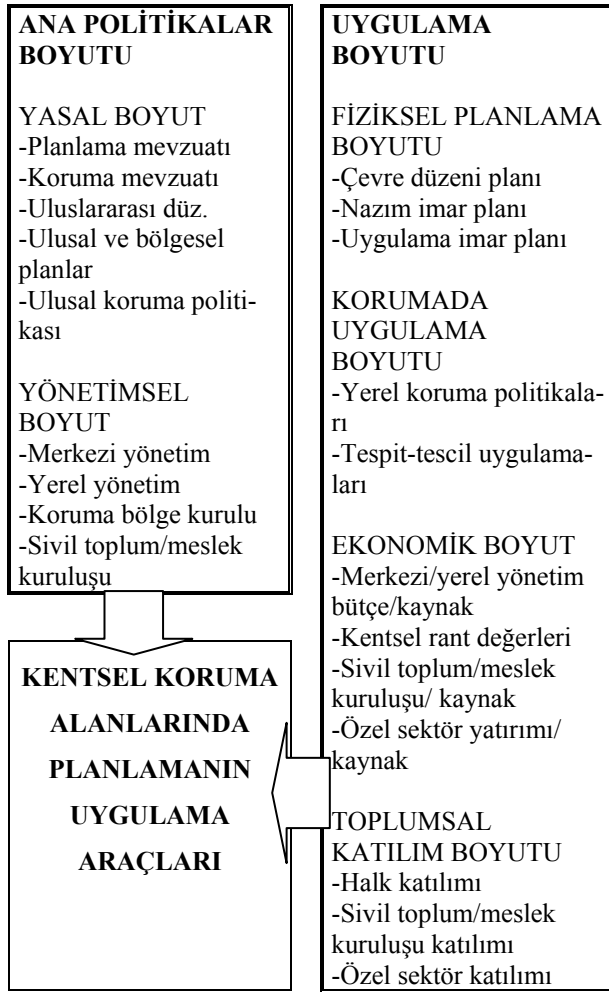 ANA POLİTİKALAR
BOYUTU
YASAL BOYUT
-Planlama mevzuatı
-Koruma mevzuatı
-Uluslararası düz.
-Ulusal ve bölgesel
planlar
-Ulusal koruma politi-
kası
YÖNETİMSEL
BOYUT
-Merkezi yönetim
-Yerel yönetim
-Koruma bölge kurulu
-Sivil toplum/meslek
kuruluşu
KENTSEL KORUMA
ALANLARINDA
PLANLAMANIN
UYGULAMA
ARAÇLARI
UYGULAMA
BOYUTU
FİZİKSEL PLANLAMA
BOYUTU
-Çevre düzeni planı
-Nazım imar planı
-Uygulama imar planı
KORUMADA
UYGULAMA
BOYUTU
-Yerel koruma politikala-
rı
-Tespit-tescil uygulama-
ları
EKONOMİK BOYUT
-Merkezi/yerel yönetim
bütçe/kaynak
-Kentsel rant değerleri
-Sivil toplum/meslek
kuruluşu/ kaynak
-Özel sektör yatırımı/
kaynak
TOPLUMSAL
KATILIM BOYUTU
-Halk katılımı
-Sivil toplum/meslek
kuruluşu katılımı
-Özel sektör katılımı